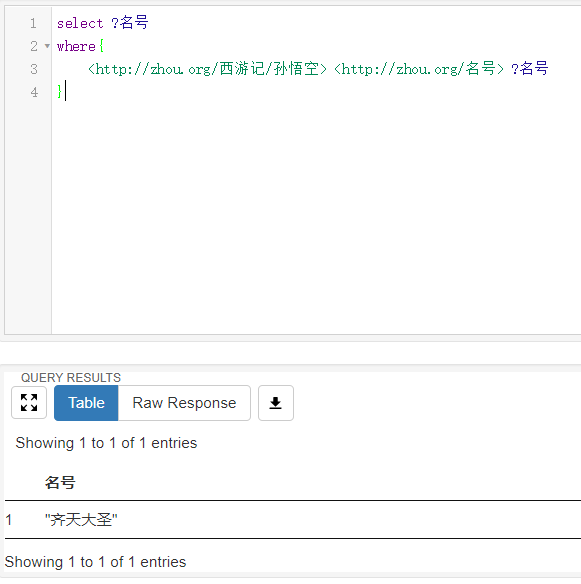 1 select ?名号
2 where{
3 <http://zhou.org/西游记/孙悟空> <http://zhou.org/名号> ?名号
4 }
QUERY RESULTS
Table Raw Response
Showing 1 to 1 of 1 entries
名号
1 "齐天大圣"
Showing 1 to 1 of 1 entries